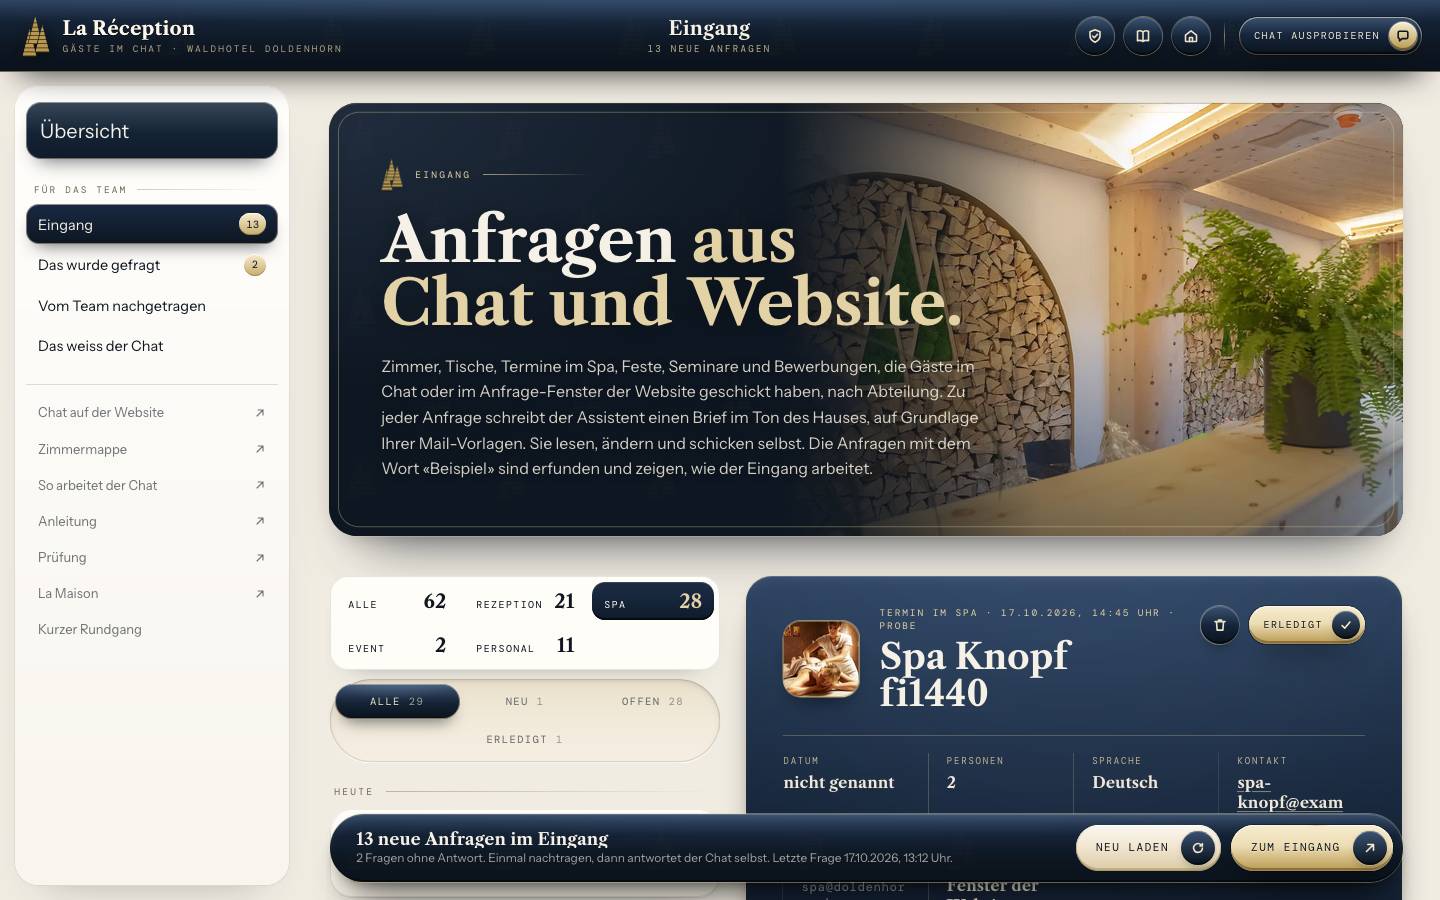 La Réception
GÄSTE IM CHAT · WALDHOTEL DOLDENHORN
Eingang
13 NEUE ANFRAGEN
CHAT AUSPROBIEREN
Übersicht
FÜR DAS TEAM
Eingang 13
Das wurde gefragt 2
Vom Team nachgetragen
Das weiss der Chat
Chat auf der Website
Zimmermappe
So arbeitet der Chat
Anleitung
Prüfung
La Maison
Kurzer Rundgang
EINGANG
Anfragen aus
Chat und Website.
Zimmer, Tische, Termine im Spa, Feste, Seminare und Bewerbungen, die Gäste im
Chat oder im Anfrage-Fenster der Website geschickt haben, nach Abteilung. Zu
jeder Anfrage schreibt der Assistent einen Brief im Ton des Hauses, auf Grundlage
Ihrer Mail-Vorlagen. Sie lesen, ändern und schicken selbst. Die Anfragen mit dem
Wort «Beispiel» sind erfunden und zeigen, wie der Eingang arbeitet.
ALLE 62 REZEPTION 21 SPA 28
EVENT 2 PERSONAL 11
ALLE 29 NEU 1 OFFEN 28
ERLEDIGT 1
HEUTE
TERMIN IM SPA · 17.10.2026, 14:45 UHR ·
PROBE
Spa Knopf
fi1440
ERLEDIGT
DATUM PERSONEN SPRACHE KONTAKT
nicht genannt 2 Deutsch spa-
knopf@exam
13 neue Anfragen im Eingang
2 Fragen ohne Antwort. Einmal nachtragen, dann antwortet der Chat selbst. Letzte Frage 17.10.2026, 13:12 Uhr.
NEU LADEN
ZUM EINGANG
spa@doldenhor Fenster der